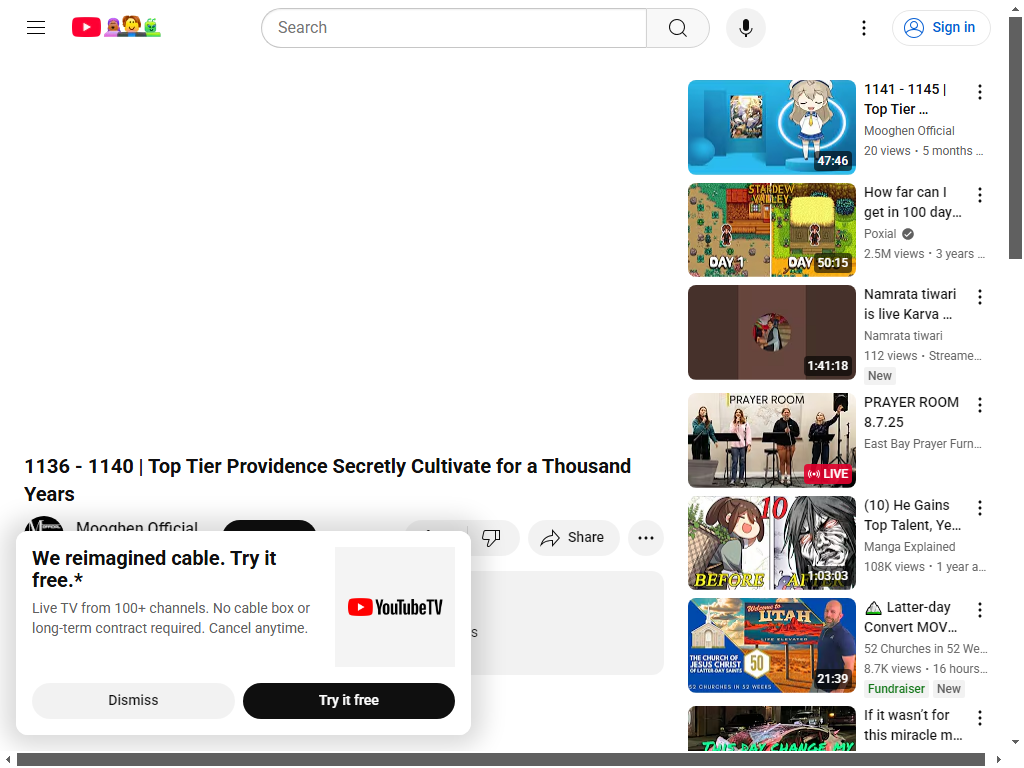 Search
Sign in
1136 - 1140 | Top Tier Providence Secretly Cultivate for a Thousand
Years
Mooghen Official
Share
We reimagined cable. Try it
free.*
Live TV from 100+ channels. No cable box or
long-term contract required. Cancel anytime.
YouTubeTV
Dismiss
Try it free
s
47:46
1141 - 1145 |
Top Tier ...
Mooghen Official
20 views • 5 months ...
STARDEW
VALLEY
DAY 1
DAY
50:15
How far can I
get in 100 day...
Poxial
2.5M views • 3 years ...
1:41:18
Namrata tiwari
is live Karva ...
Namrata tiwari
112 views • Streame...
New
PRAYER ROOM
LIVE
PRAYER ROOM
8.7.25
East Bay Prayer Furn...
10
BEFORE
AFTER
1:03:03
(10) He Gains
Top Talent, Ye...
Manga Explained
108K views • 1 year a...
Welcome to
UTAH
LIFE ELEVATED
THE CHURCH OF
JESUS CHRIST
OF LATTER-DAY SAINTS
50
52 CHURCHES IN 52 WEEKS
21:39
Latter-day
Convert MOV...
52 Churches in 52 We...
8.7K views • 16 hours...
Fundraiser
New
THIS DAY CHANGE MY
If it wasn't for
this miracle m...